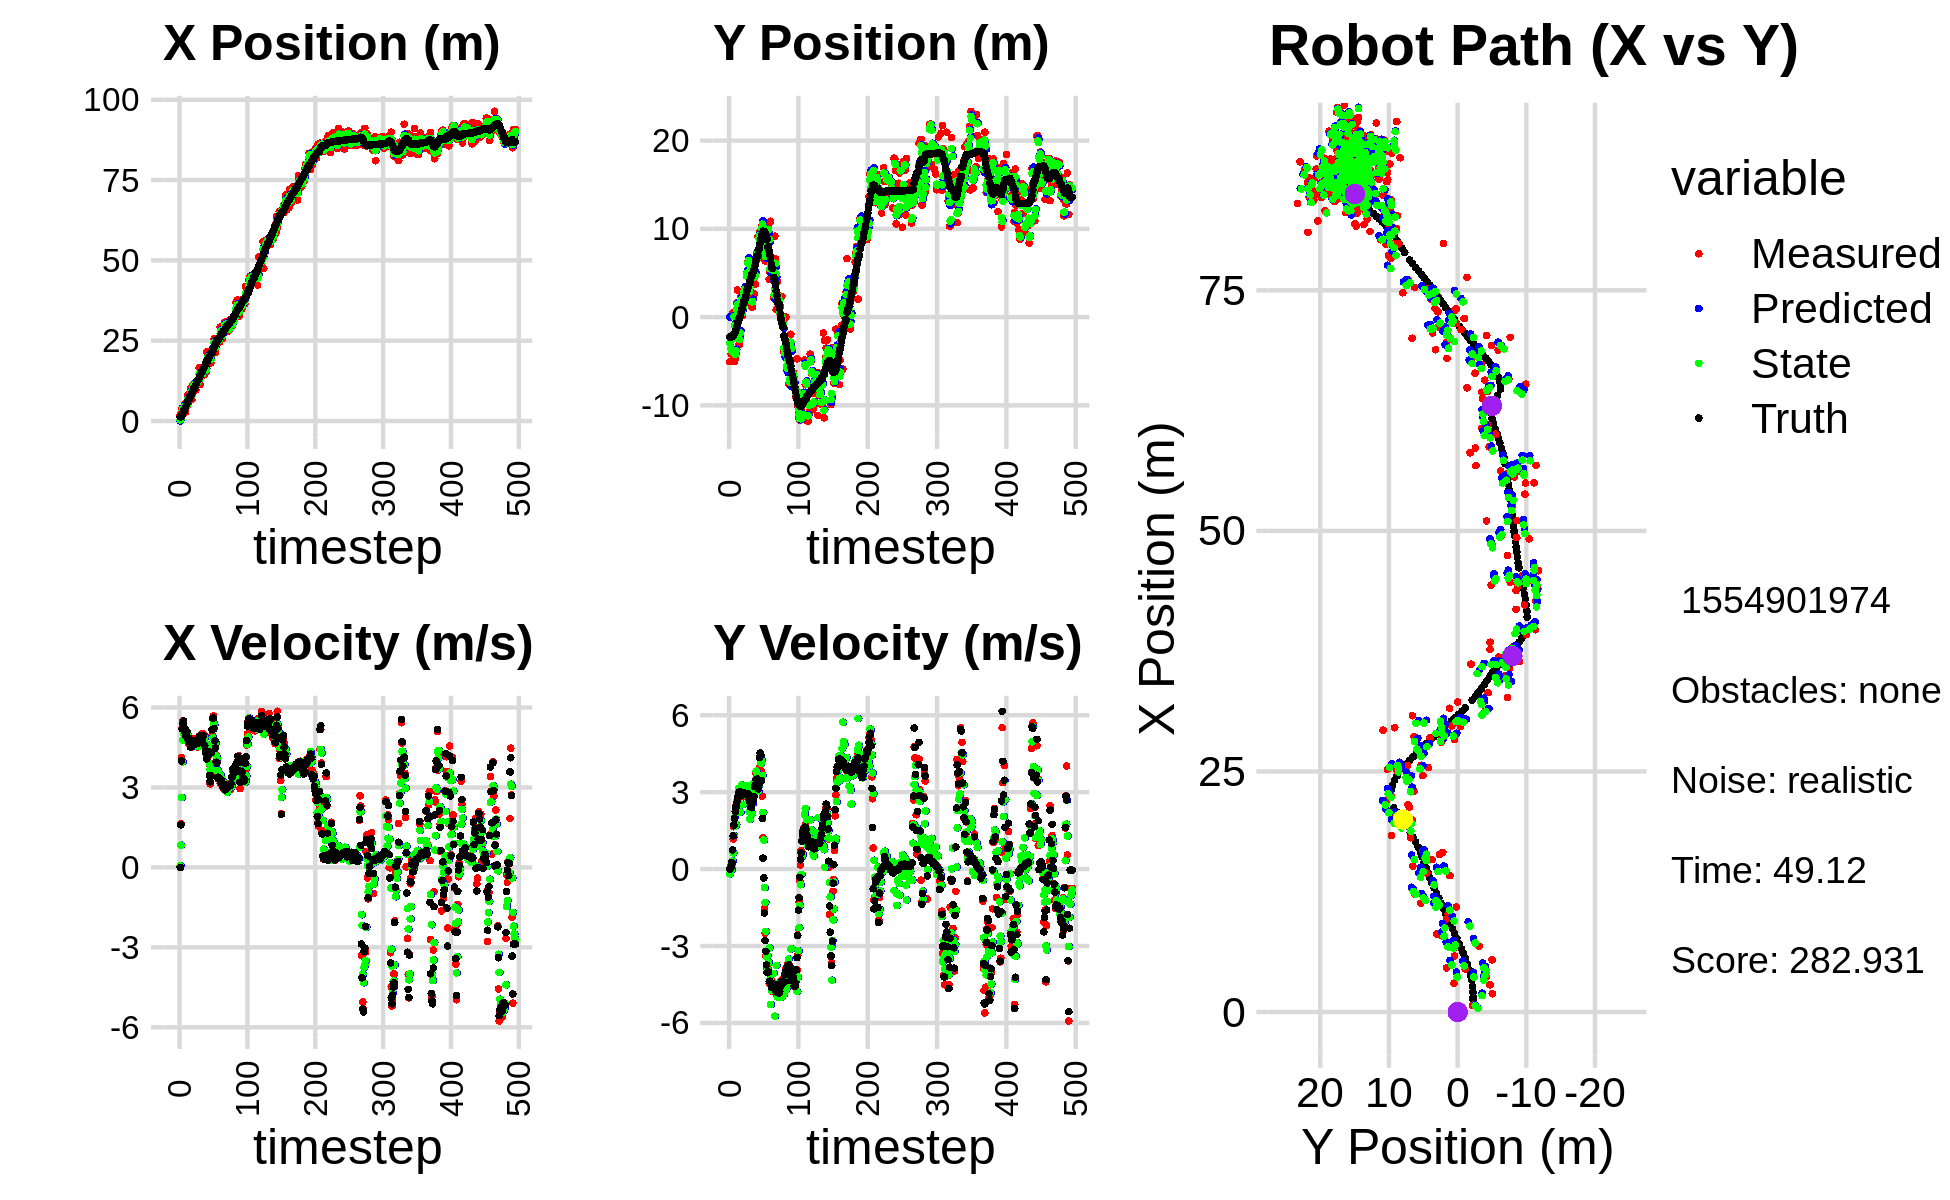 X Position (m)
100
75
50
25
0
0
100
200
300
400
500
timestep
Y Position (m)
20
10
0
-10
0
100
200
300
400
500
timestep
X Velocity (m/s)
6
3
0
-3
-6
0
100
200
300
400
500
timestep
Y Velocity (m/s)
6
3
0
-3
-6
0
100
200
300
400
500
timestep
Robot Path (X vs Y)
X Position (m)
75
50
25
0
20 10 0 -10 -20
Y Position (m)
variable
Measured
Predicted
State
Truth
1554901974
Obstacles: none
Noise: realistic
Time: 49.12
Score: 282.931